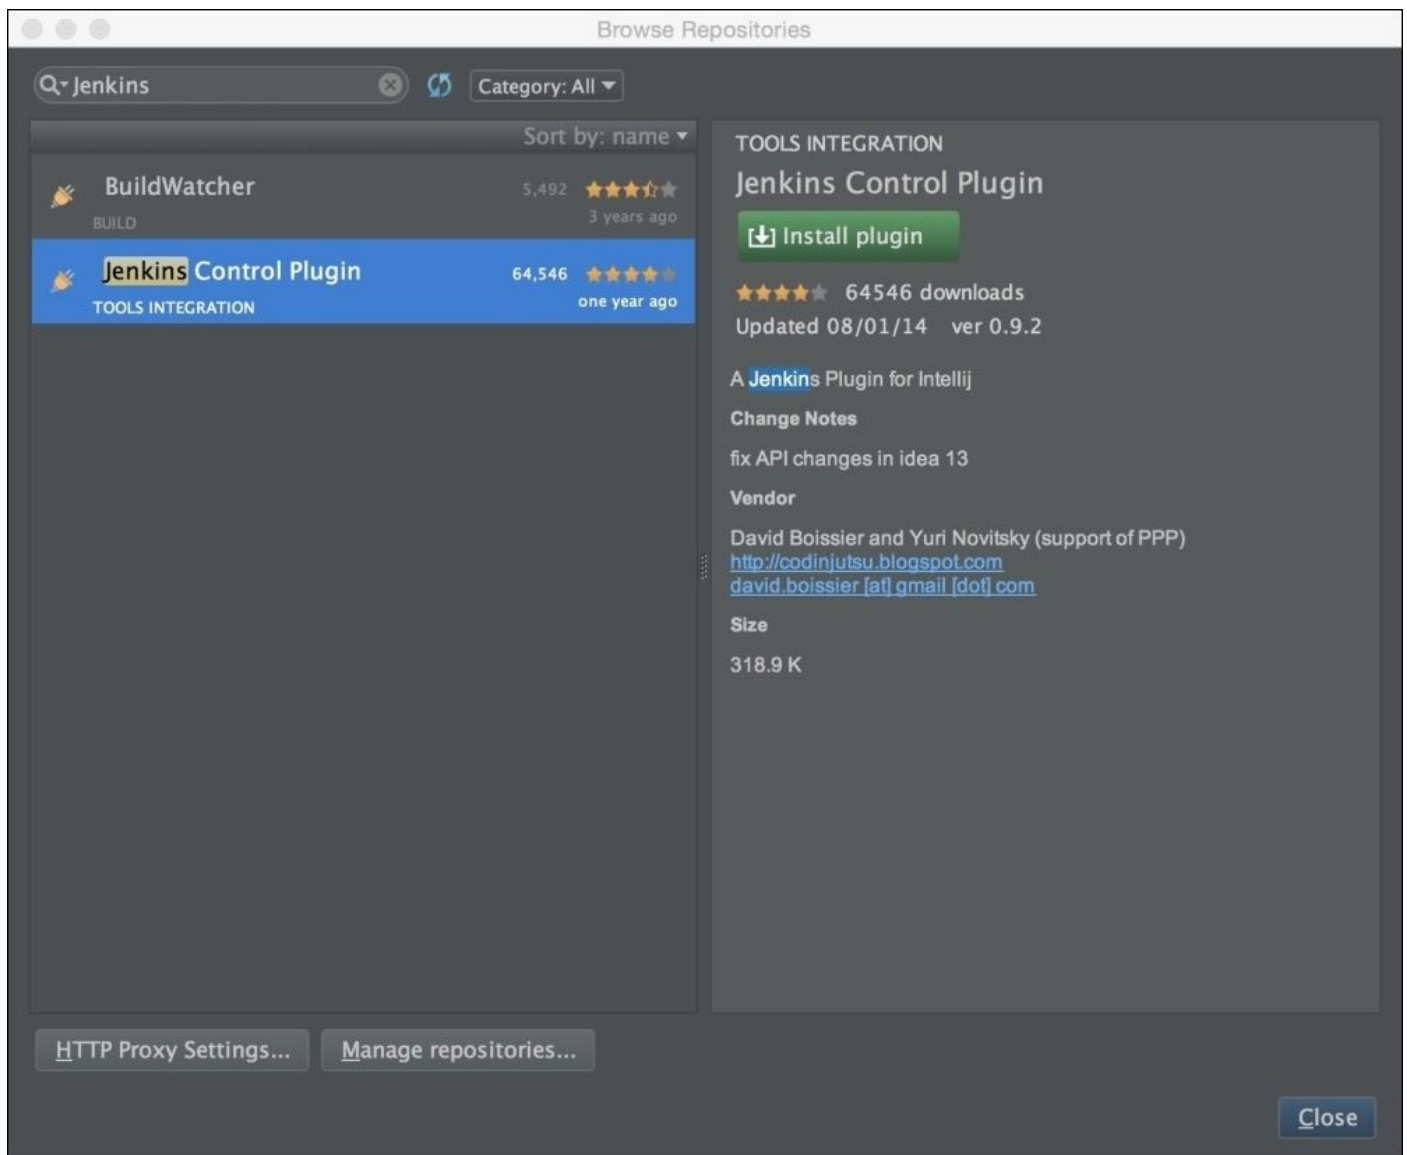 Browse Repositories
Jenkins
Category: All
Sort by: name
BuildWatcher
5,492
BUILD
3 years ago
Jenkins Control Plugin
64,546
TOOLS INTEGRATION
one year ago
TOOLS INTEGRATION
Jenkins Control Plugin
Install plugin
64546 downloads
Updated 08/01/14 ver 0.9.2
A Jenkins Plugin for Intellij
Change Notes
fix API changes in idea 13
Vendor
David Boissier and Yuri Novitsky (support of PPP)
http://codinjutsu.blogspot.com
david.boissier [at] gmail [dot] com
Size
318.9 K
HTTP Proxy Settings...
Manage repositories...
Close